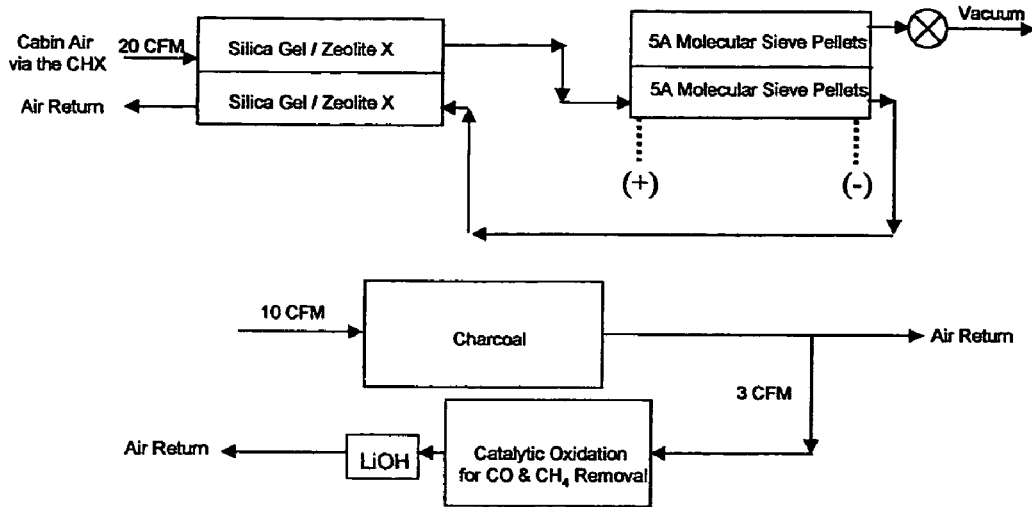 Cabin Air
via the CHX
20 CFM
Silica Gel / Zeolite X
Silica Gel / Zeolite X
Air Return
5A Molecular Sieve Pellets
5A Molecular Sieve Pellets
Vacuum
(+)
(-)
10 CFM
Charcoal
Air Return
3 CFM
Air Return
LiOH
Catalytic Oxidation
for CO & CH₄ Removal